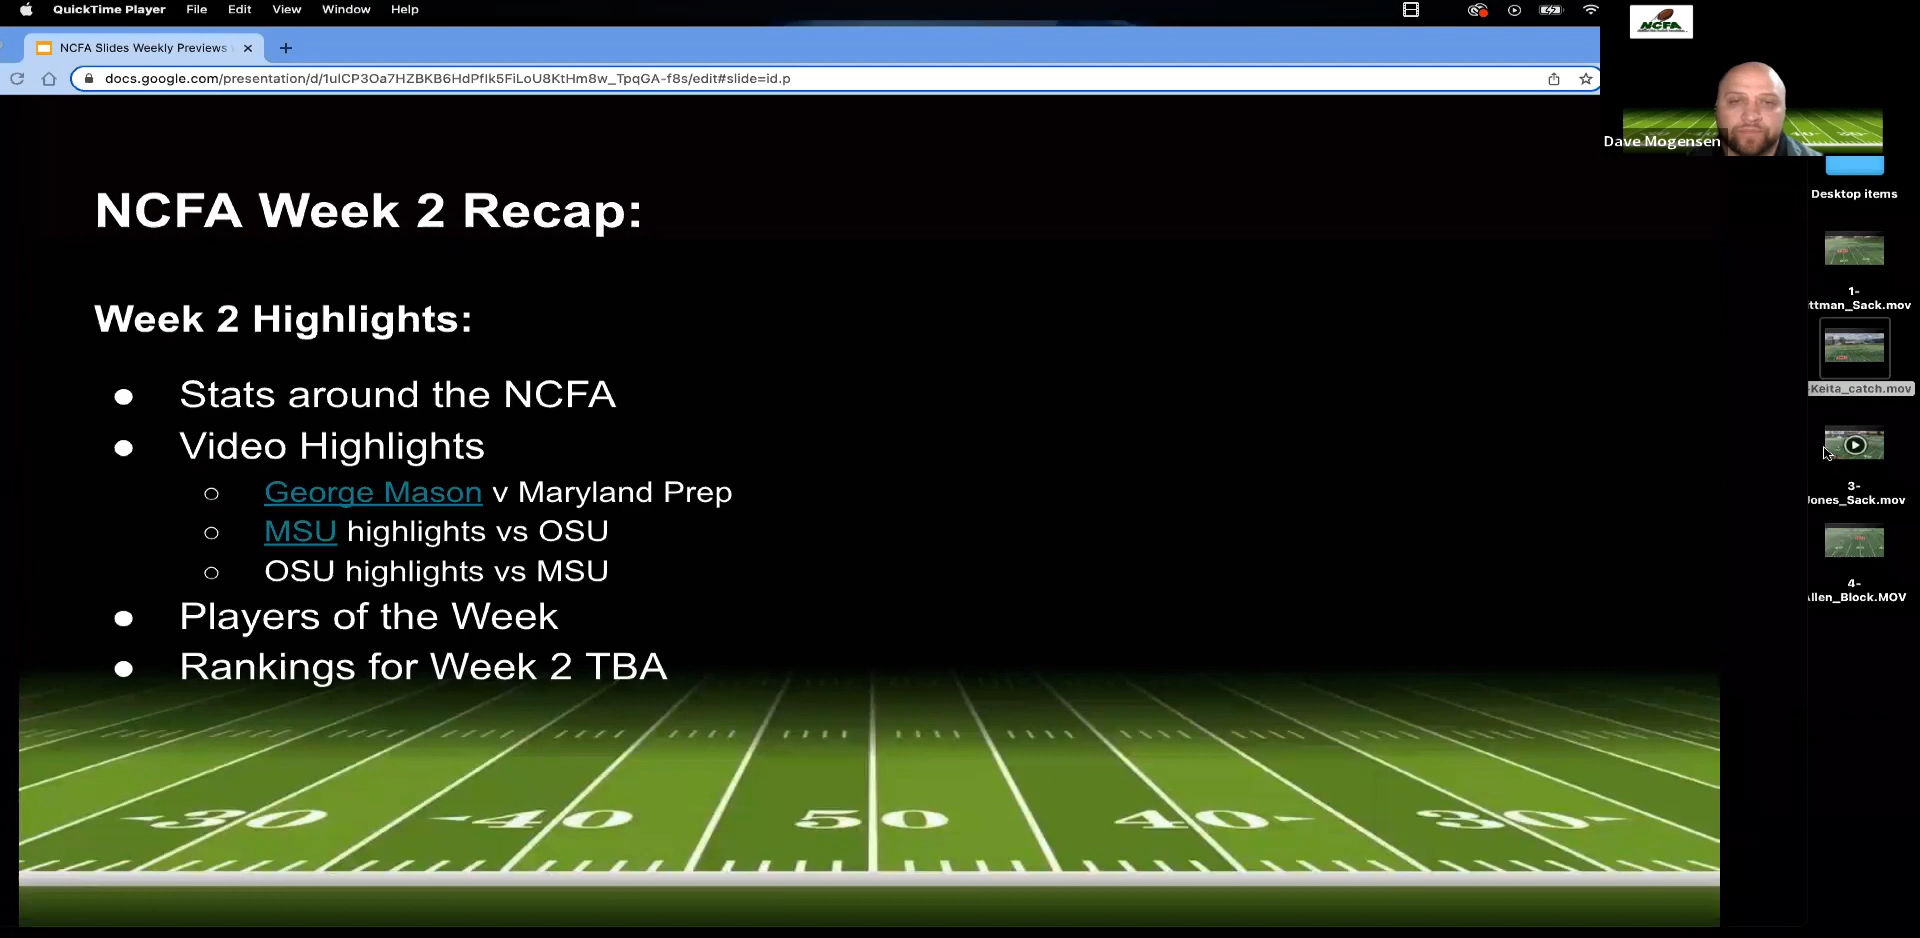 QuickTime Player File Edit View Window Help
NCFA
NCFA Slides Weekly Previews
docs.google.com/presentation/d/1uICP3Oa7HZBKB6HdPfIk5FiLoU8KtHm8w_TpqGA-f8s/edit#slide=id.p
Dave Mogensen
Desktop items
NCFA Week 2 Recap:
1-
ttman_Sack.mov
Week 2 Highlights:
-Keita_catch.mov
Stats around the NCFA
Video Highlights
George Mason v Maryland Prep
3-
Jones_Sack.mov
MSU highlights vs OSU
OSU highlights vs MSU
4-
Allen_Block.MOV
Players of the Week
Rankings for Week 2 TBA
30 40 50 40 30